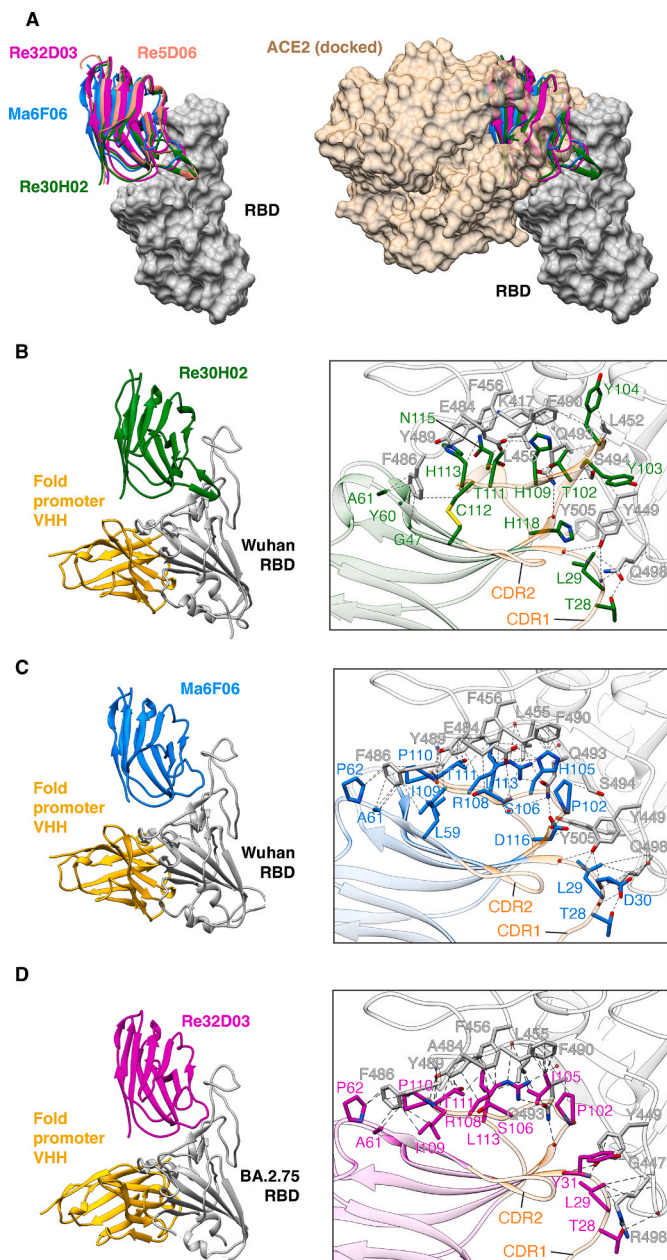 A
Re32D03
Re5D06
Ma6F06
Re30H02
RBD
ACE2 (docked)
RBD
B
Re30H02
Fold
promoter
VHH
Wuhan
RBD
F456
E484
K417
F490
Y104
N115
L452
Y489
L455
Q493
S494
F486
H113
T111
H109
T102
Y103
A61
Y60
C112
Y505
Y449
G47
H118
Q498
L29
CDR2
T28
CDR1
C
Ma6F06
Fold
promoter
VHH
Wuhan
RBD
F456
L455
E484
F490
Y489
F486
P110
Q493
P62
T111
L113
H105
I109
S494
A61
R108
S106
P102
L59
Y449
D116
Y505
Q498
L29
CDR2
D30
T28
CDR1
D
Re32D03
Fold
promoter
VHH
BA.2.75
RBD
F456
A484
L455
Y489
F490
F486
P62
P110
I105
T111
P102
A61
R108
Q493
S106
I109
L113
Y449
G447
Y31
L29
CDR2
T28
CDR1
R498